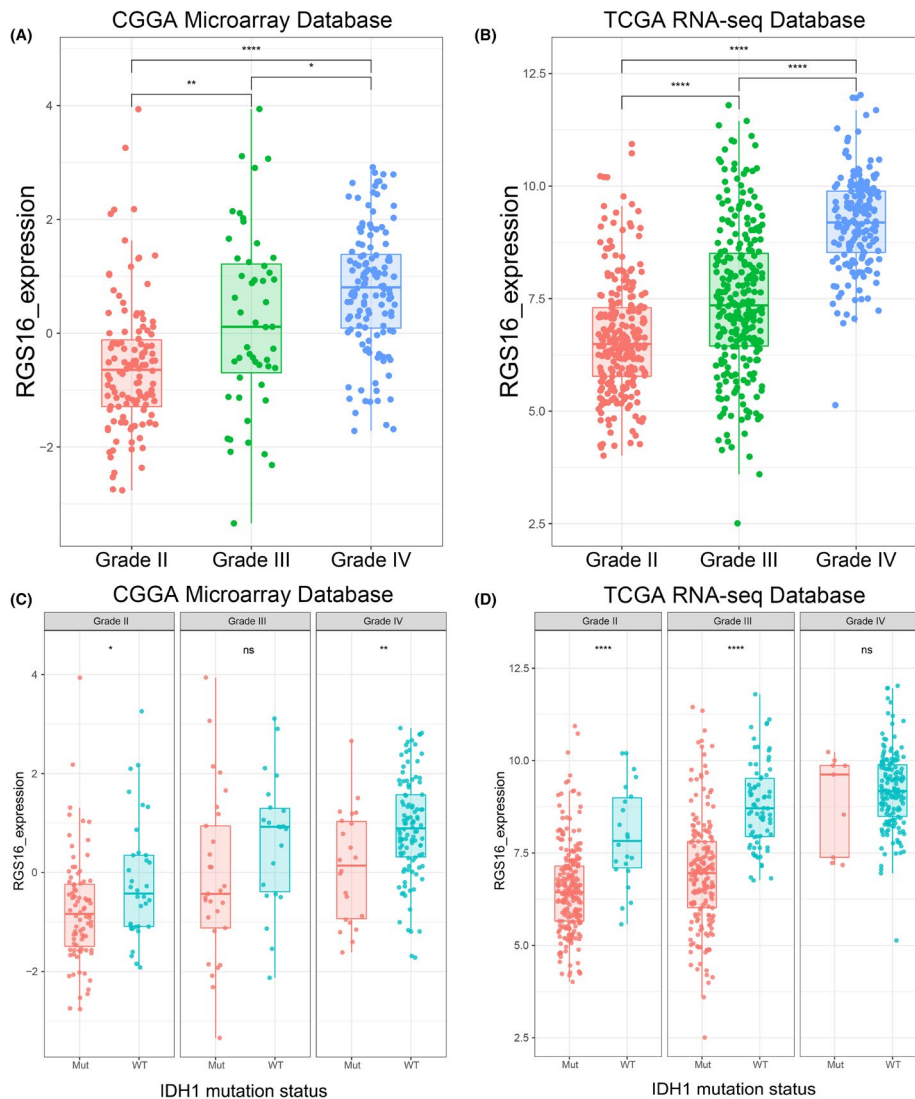 (A) CGGA Microarray Database
****
** *
4
2
0
−2
RGS16_expression
Grade II Grade III Grade IV
(B) TCGA RNA-seq Database
****
**** ****
12.5
10.0
7.5
5.0
2.5
RGS16_expression
Grade II Grade III Grade IV
(C) CGGA Microarray Database
Grade II Grade III Grade IV
* ns **
4
2
0
−2
RGS16_expression
Mut WT Mut WT Mut WT
IDH1 mutation status
(D) TCGA RNA-seq Database
Grade II Grade III Grade IV
**** **** ns
12.5
10.0
7.5
5.0
2.5
RGS16_expression
Mut WT Mut WT Mut WT
IDH1 mutation status